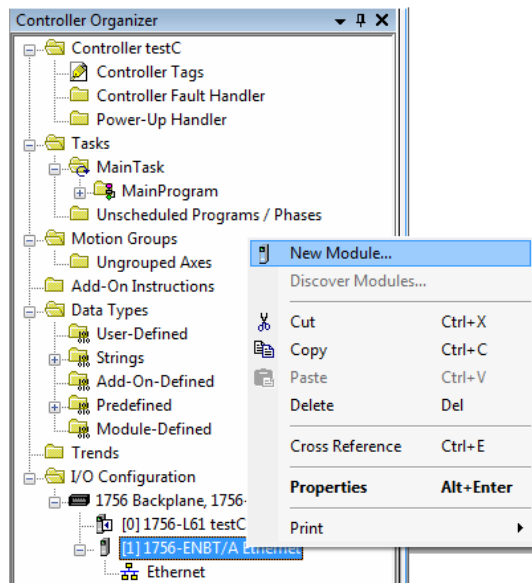 Controller Organizer
Controller testC
Controller Tags
Controller Fault Handler
Power-Up Handler
Tasks
MainTask
MainProgram
Unscheduled Programs / Phases
Motion Groups
Ungrouped Axes
Add-On Instructions
Data Types
User-Defined
Strings
Add-On-Defined
Predefined
Module-Defined
Trends
I/O Configuration
1756 Backplane, 1756-
[0] 1756-L61 testC
[1] 1756-ENBT/A Ethernet
Ethernet
New Module...
Discover Modules...
Cut Ctrl+X
Copy Ctrl+C
Paste Ctrl+V
Delete Del
Cross Reference Ctrl+E
Properties Alt+Enter
Print